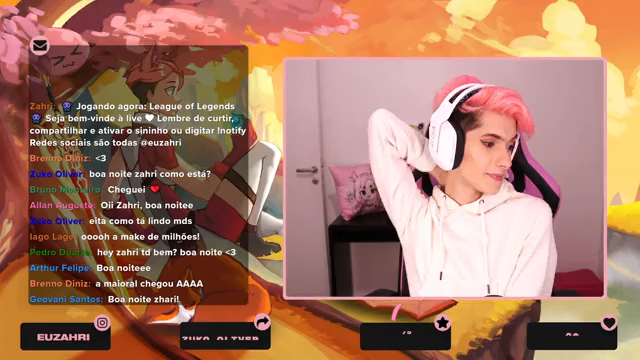 Zahri: Jogando agora: League of Legends
Seja bem-vinde à live 🤍 Lembre de curtir,
compartilhar e ativar o sininho ou digitar !notify
Redes sociais são todas @euzahri
Brenno Diniz: <3
Zuko Oliver: boa noite zahri como está?
Bruno Monteiro: Cheguei ❤️
Allan Augusto: Oii Zahri, boa noitee
Zuko Oliver: eita como tá lindo mds
Iago Lage: ooooh a make de milhões!
Pedro Duarte: hey zahri td bem? boa noite <3
Arthur Felipe: Boa noiteee
Brenno Diniz: a maioral chegou AAAA
Geovani Santos: Boa noite zhari!
EUZAHRI
ZUKO OLIVER